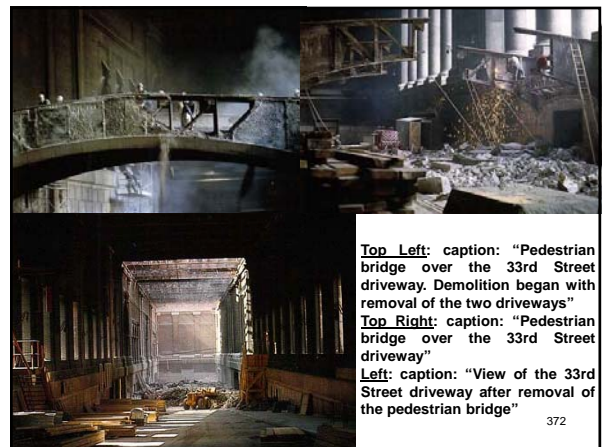 Top Left: caption: “Pedestrian
bridge over the 33rd Street
driveway. Demolition began with
removal of the two driveways”
Top Right: caption: “Pedestrian
bridge over the 33rd Street
driveway”
Left: caption: “View of the 33rd
Street driveway after removal of
the pedestrian bridge”
372